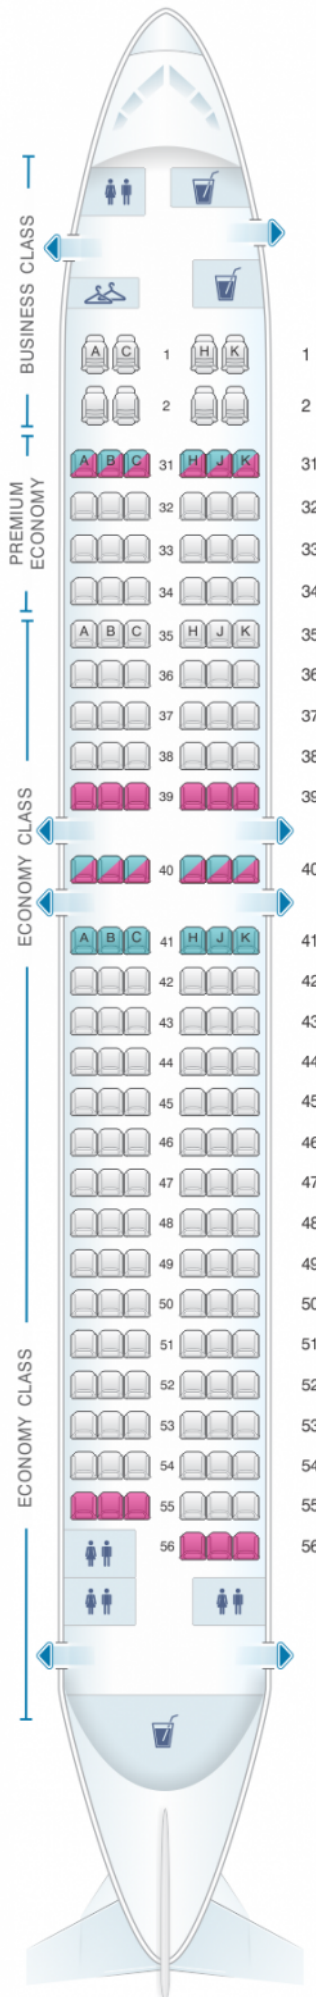 BUSINESS CLASS
A C 1 H K 1
2 2
PREMIUM
ECONOMY
A B C 31 H J K 31
32 32
33 33
34 34
ECONOMY CLASS
A B C 35 H J K 35
36 36
37 37
38 38
39 39
40 40
A B C 41 H J K 41
42 42
43 43
44 44
45 45
46 46
47 47
48 48
49 49
50 50
ECONOMY CLASS
51 51
52 52
53 53
54 54
55 55
56 56